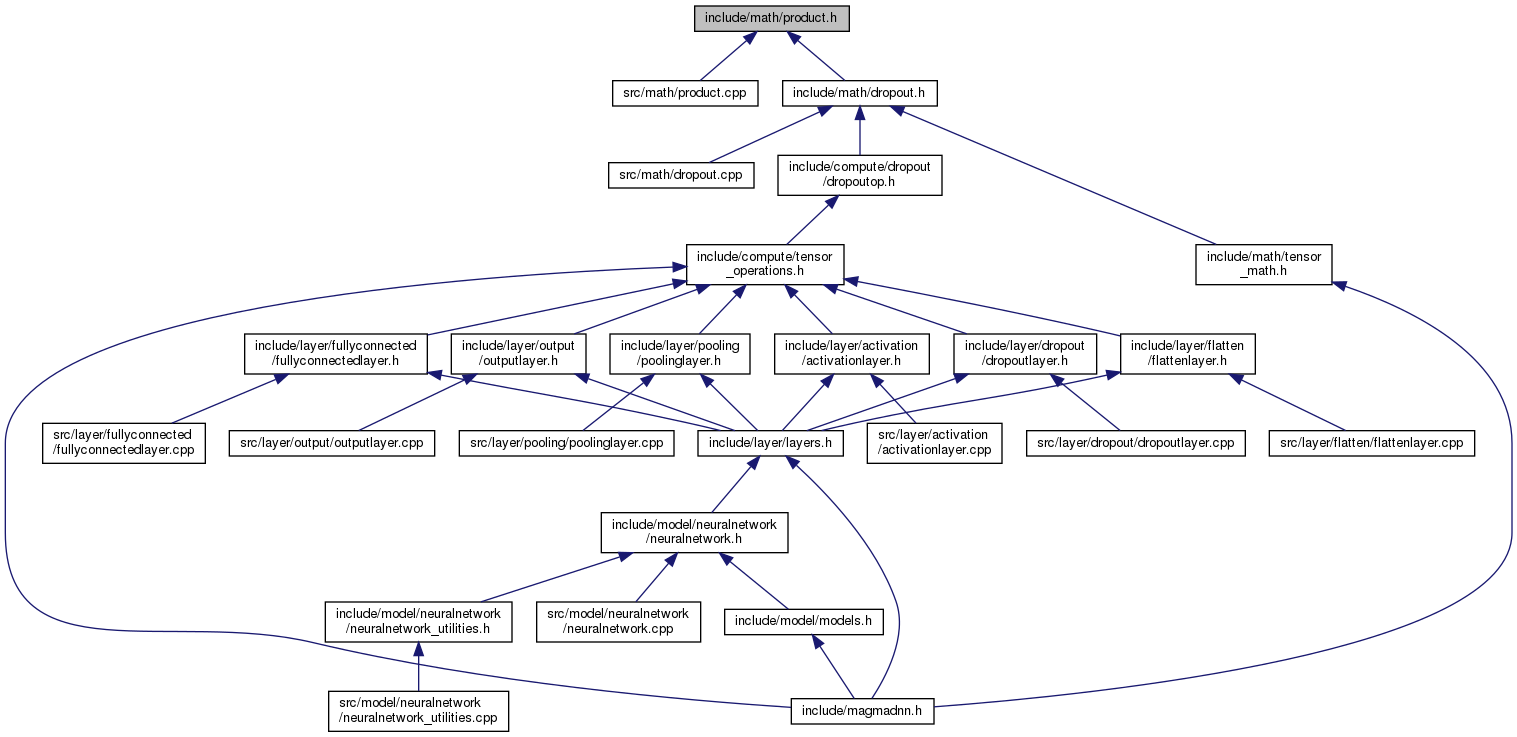 include/math/product.h
src/math/product.cpp
include/math/dropout.h
src/math/dropout.cpp
include/compute/dropout
/dropoutop.h
include/compute/tensor
_operations.h
include/math/tensor
_math.h
include/layer/fullyconnected
/fullyconnectedlayer.h
include/layer/output
/outputlayer.h
include/layer/pooling
/poolinglayer.h
include/layer/activation
/activationlayer.h
include/layer/dropout
/dropoutlayer.h
include/layer/flatten
/flattenlayer.h
src/layer/fullyconnected
/fullyconnectedlayer.cpp
src/layer/output/outputlayer.cpp
src/layer/pooling/poolinglayer.cpp
include/layer/layers.h
src/layer/activation
/activationlayer.cpp
src/layer/dropout/dropoutlayer.cpp
src/layer/flatten/flattenlayer.cpp
include/model/neuralnetwork
/neuralnetwork.h
include/model/neuralnetwork
/neuralnetwork_utilities.h
src/model/neuralnetwork
/neuralnetwork.cpp
include/model/models.h
src/model/neuralnetwork
/neuralnetwork_utilities.cpp
include/magmadnn.h